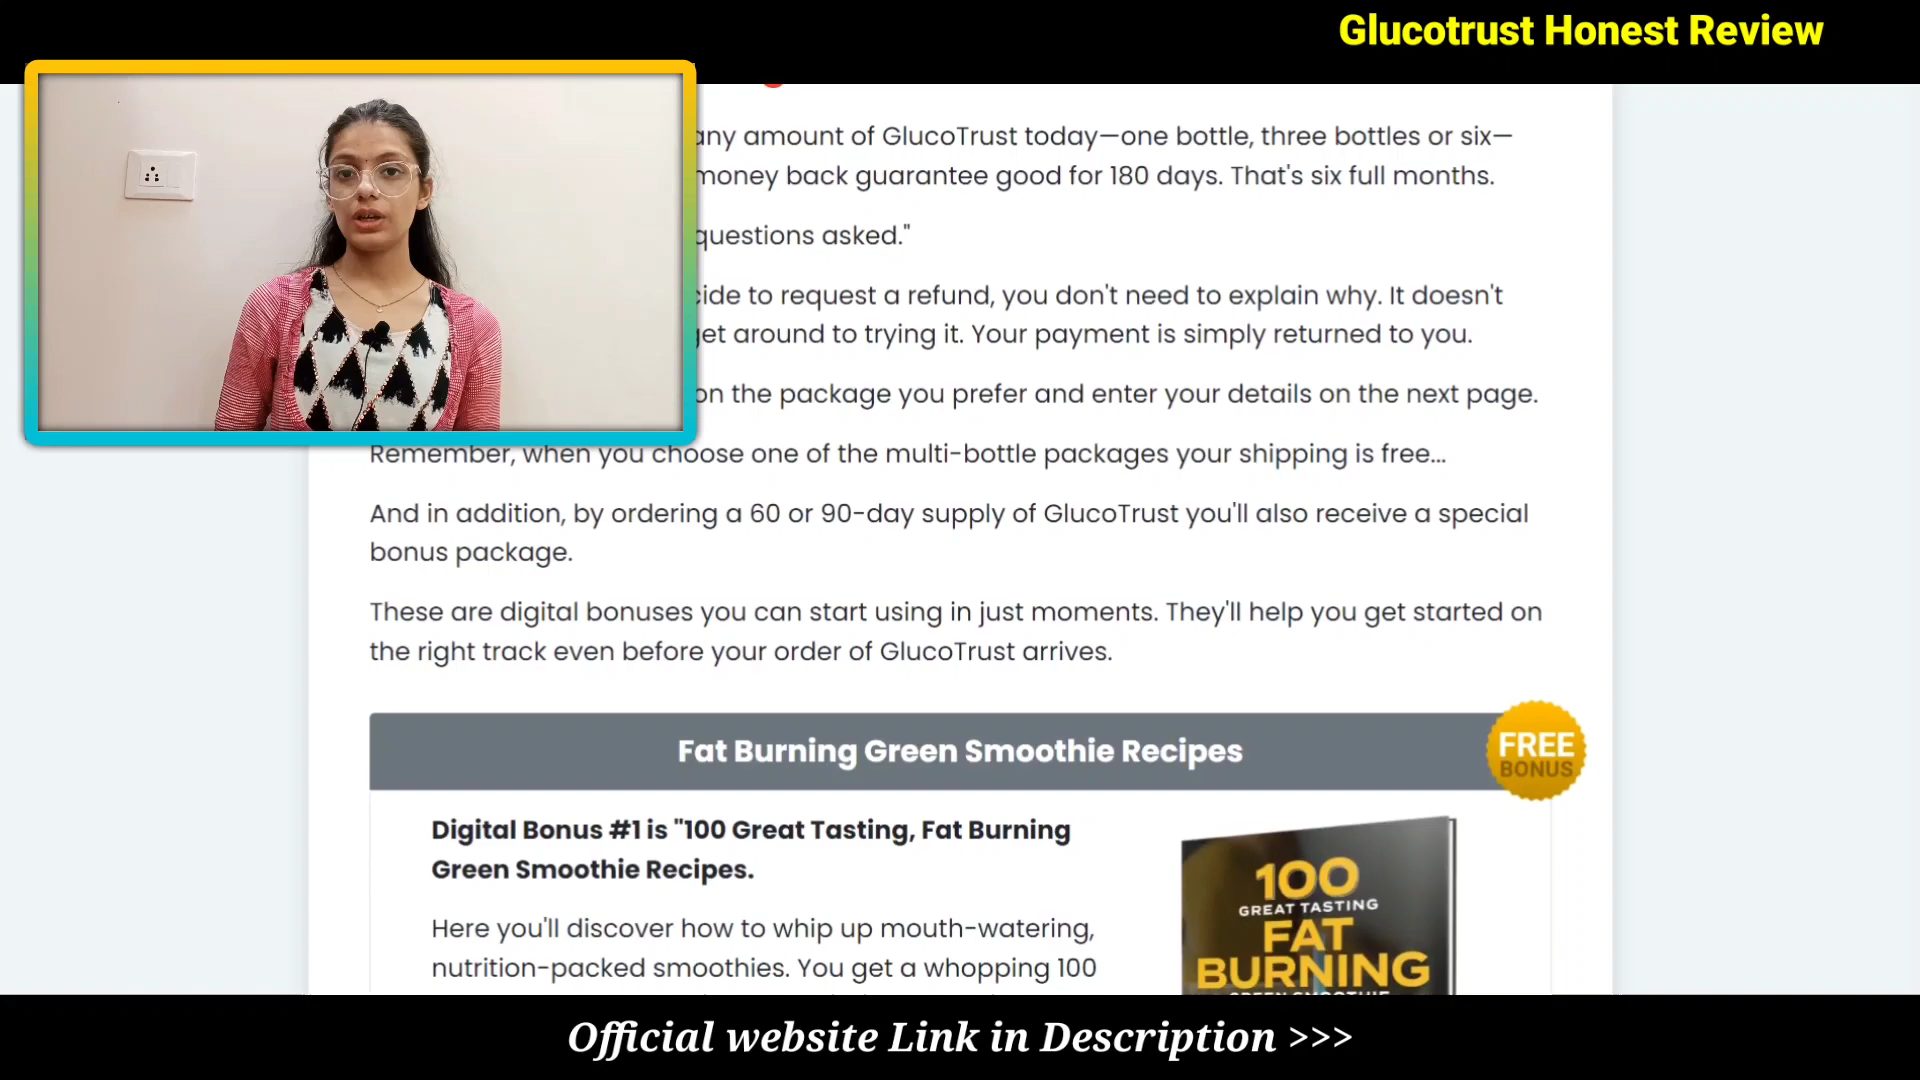 Glucotrust Honest Review
any amount of GlucoTrust today—one bottle, three bottles or six—
money back guarantee good for 180 days. That's six full months.
questions asked."
ide to request a refund, you don't need to explain why. It doesn't
et around to trying it. Your payment is simply returned to you.
on the package you prefer and enter your details on the next page.
Remember, when you choose one of the multi-bottle packages your shipping is free...
And in addition, by ordering a 60 or 90-day supply of GlucoTrust you'll also receive a special
bonus package.
These are digital bonuses you can start using in just moments. They'll help you get started on
the right track even before your order of GlucoTrust arrives.
Fat Burning Green Smoothie Recipes
FREE
BONUS
Digital Bonus #1 is "100 Great Tasting, Fat Burning
Green Smoothie Recipes.
Here you'll discover how to whip up mouth-watering,
nutrition-packed smoothies. You get a whopping 100
100
GREAT TASTING
FAT
BURNING
GREEN SMOOTHIE
Official website Link in Description >>>